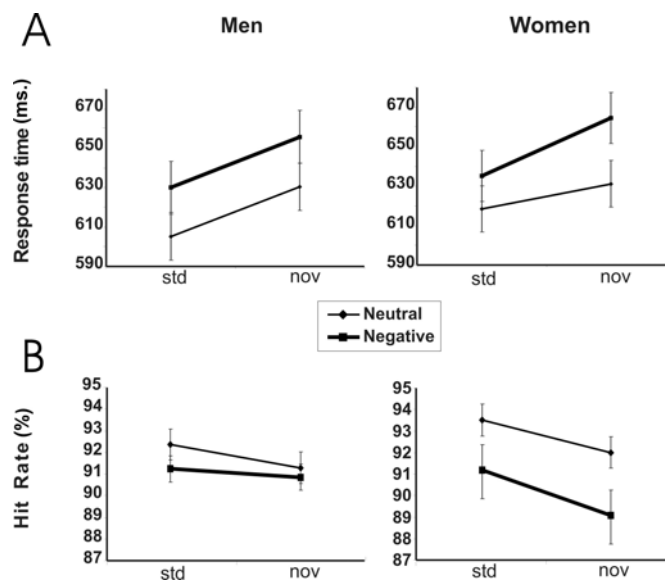 A
Men
Women
Response time (ms.)
670
650
630
610
590
std
nov
670
650
630
610
590
std
nov
Neutral
Negative
B
Hit Rate (%)
95
94
93
92
91
90
89
88
87
std
nov
95
94
93
92
91
90
89
88
87
std
nov